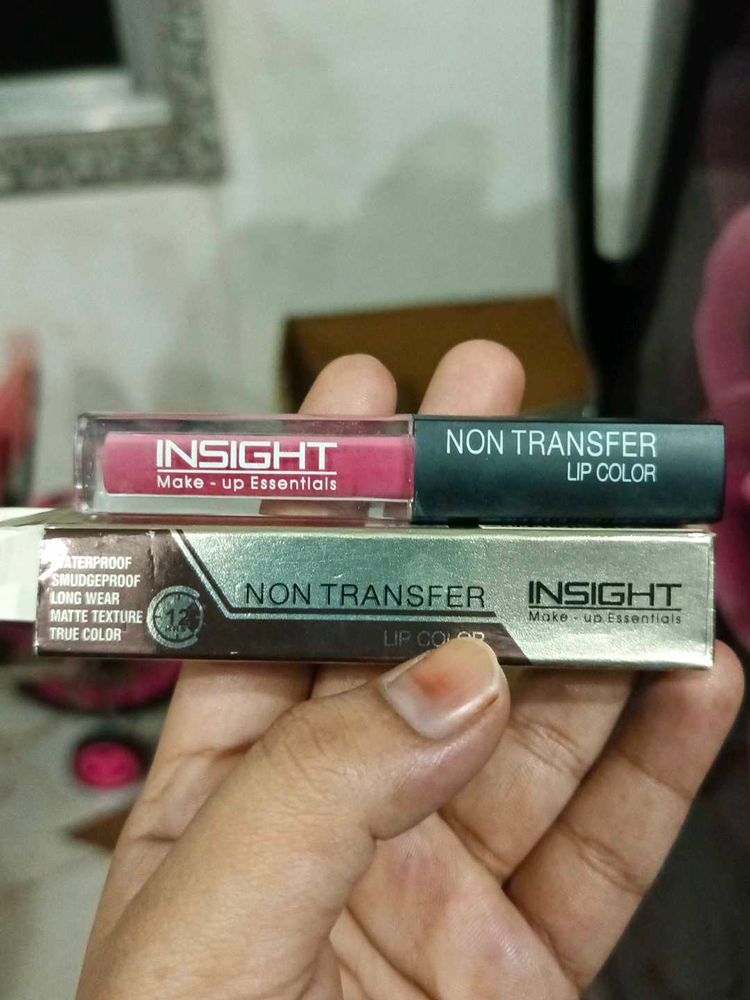 INSIGHT
Make - up Essentials
NON TRANSFER
LIP COLOR
WATERPROOF
SMUDGEPROOF
LONG WEAR
MATTE TEXTURE
TRUE COLOR
12
NON TRANSFER
LIP COLOR
INSIGHT
Make - up Essentials